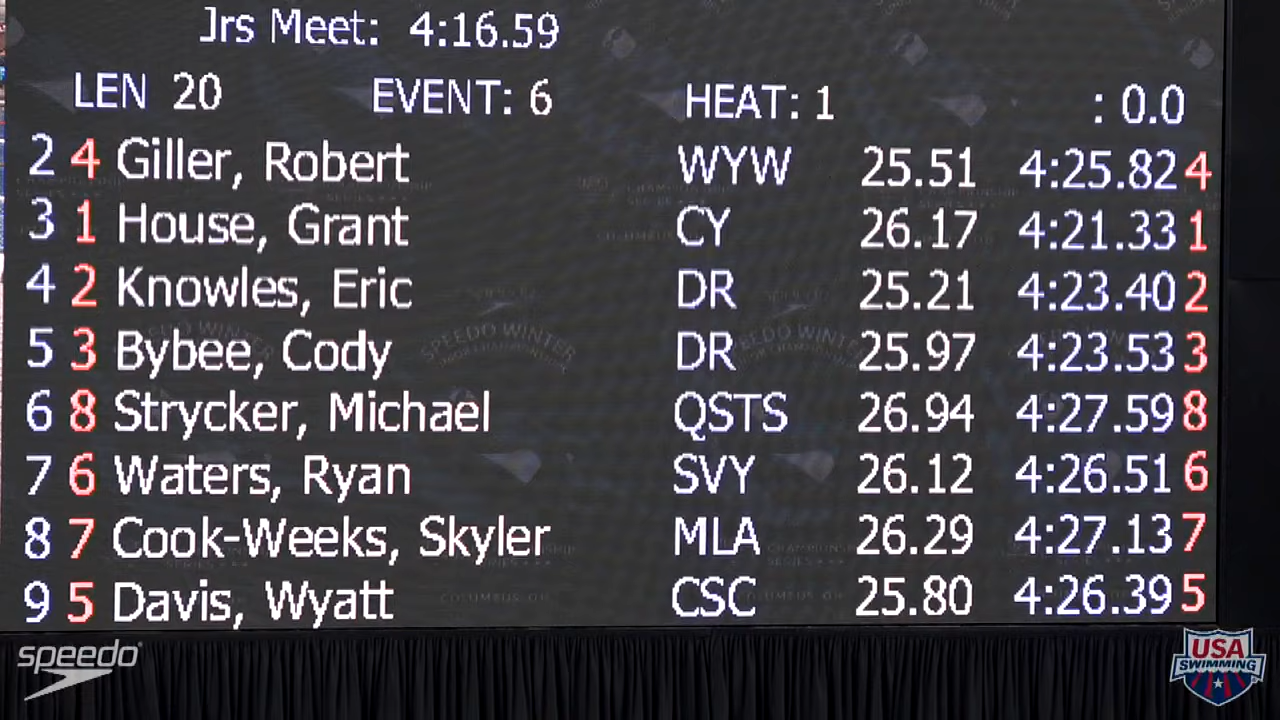 Jrs Meet: 4:16.59
LEN 20 EVENT: 6 HEAT: 1 : 0.0
2 4 Giller, Robert WYW 25.51 4:25.82 4
3 1 House, Grant CY 26.17 4:21.33 1
4 2 Knowles, Eric DR 25.21 4:23.40 2
5 3 Bybee, Cody DR 25.97 4:23.53 3
6 8 Strycker, Michael QSTS 26.94 4:27.59 8
7 6 Waters, Ryan SVY 26.12 4:26.51 6
8 7 Cook-Weeks, Skyler MLA 26.29 4:27.13 7
9 5 Davis, Wyatt CSC 25.80 4:26.39 5
SPEEDO WINTER
speedo
USA
SWIMMING